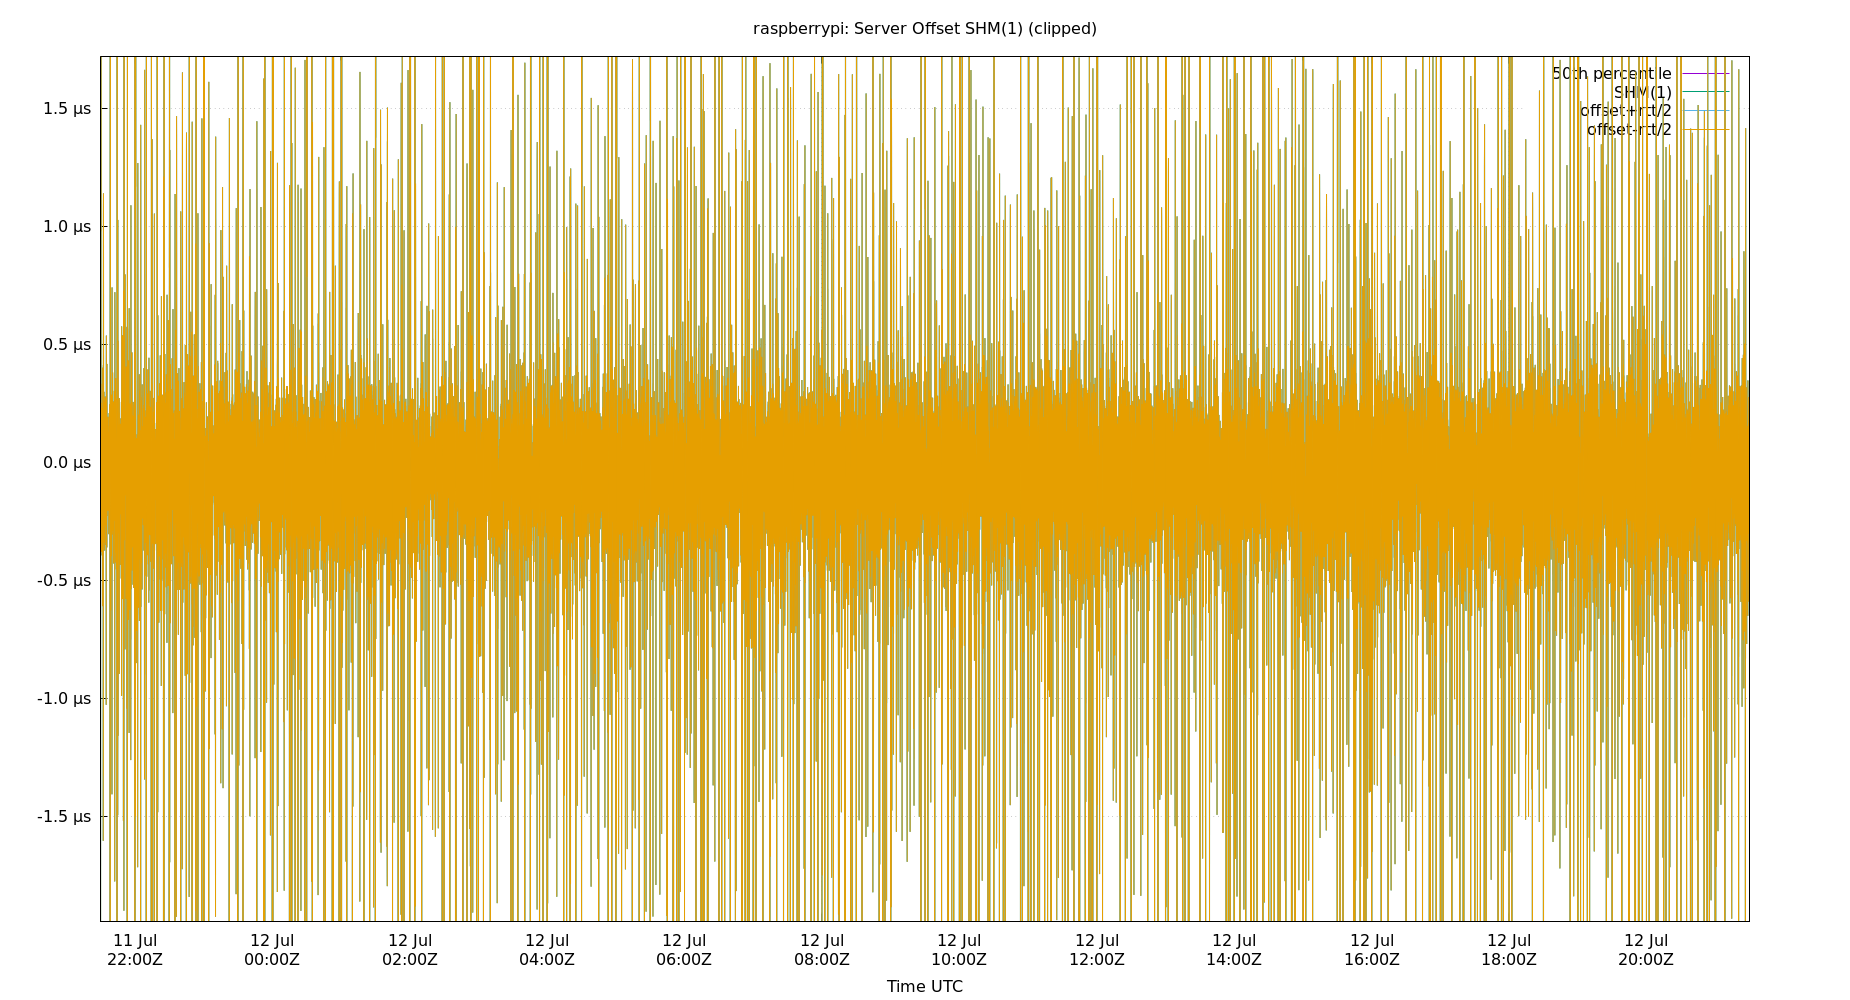 raspberrypi: Server Offset SHM(1) (clipped)
50th percentile
SHM(1)
offset+rtt/2
offset-rtt/2
1.5 µs
1.0 µs
0.5 µs
0.0 µs
-0.5 µs
-1.0 µs
-1.5 µs
11 Jul 12 Jul 12 Jul 12 Jul 12 Jul 12 Jul 12 Jul 12 Jul 12 Jul 12 Jul 12 Jul 12 Jul
22:00Z 00:00Z 02:00Z 04:00Z 06:00Z 08:00Z 10:00Z 12:00Z 14:00Z 16:00Z 18:00Z 20:00Z
Time UTC